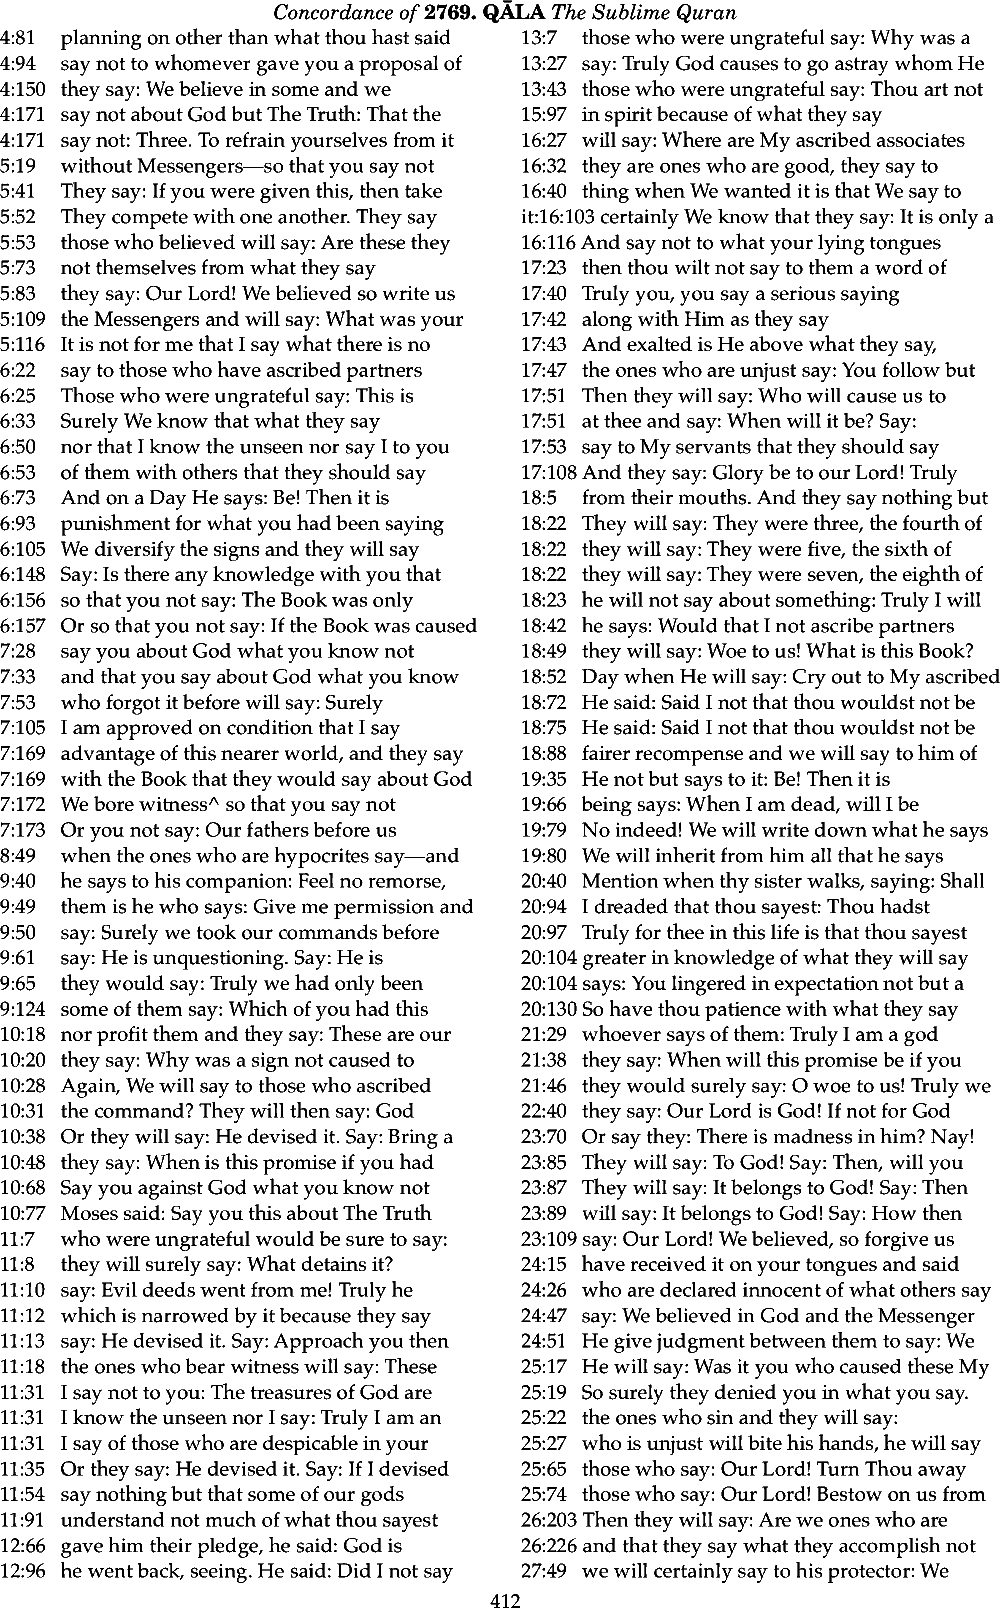 Concordance of 2769. QĀLA The Sublime Quran
4:81 planning on other than what thou hast said
4:94 say not to whomever gave you a proposal of
4:150 they say: We believe in some and we
4:171 say not about God but The Truth: That the
4:171 say not: Three. To refrain yourselves from it
5:19 without Messengers—so that you say not
5:41 They say: If you were given this, then take
5:52 They compete with one another. They say
5:53 those who believed will say: Are these they
5:73 not themselves from what they say
5:83 they say: Our Lord! We believed so write us
5:109 the Messengers and will say: What was your
5:116 It is not for me that I say what there is no
6:22 say to those who have ascribed partners
6:25 Those who were ungrateful say: This is
6:33 Surely We know that what they say
6:50 nor that I know the unseen nor say I to you
6:53 of them with others that they should say
6:73 And on a Day He says: Be! Then it is
6:93 punishment for what you had been saying
6:105 We diversify the signs and they will say
6:148 Say: Is there any knowledge with you that
6:156 so that you not say: The Book was only
6:157 Or so that you not say: If the Book was caused
7:28 say you about God what you know not
7:33 and that you say about God what you know
7:53 who forgot it before will say: Surely
7:105 I am approved on condition that I say
7:169 advantage of this nearer world, and they say
7:169 with the Book that they would say about God
7:172 We bore witness^ so that you say not
7:173 Or you not say: Our fathers before us
8:49 when the ones who are hypocrites say—and
9:40 he says to his companion: Feel no remorse,
9:49 them is he who says: Give me permission and
9:50 say: Surely we took our commands before
9:61 say: He is unquestioning. Say: He is
9:65 they would say: Truly we had only been
9:124 some of them say: Which of you had this
10:18 nor profit them and they say: These are our
10:20 they say: Why was a sign not caused to
10:28 Again, We will say to those who ascribed
10:31 the command? They will then say: God
10:38 Or they will say: He devised it. Say: Bring a
10:48 they say: When is this promise if you had
10:68 Say you against God what you know not
10:77 Moses said: Say you this about The Truth
11:7 who were ungrateful would be sure to say:
11:8 they will surely say: What detains it?
11:10 say: Evil deeds went from me! Truly he
11:12 which is narrowed by it because they say
11:13 say: He devised it. Say: Approach you then
11:18 the ones who bear witness will say: These
11:31 I say not to you: The treasures of God are
11:31 I know the unseen nor I say: Truly I am an
11:31 I say of those who are despicable in your
11:35 Or they say: He devised it. Say: If I devised
11:54 say nothing but that some of our gods
11:91 understand not much of what thou sayest
12:66 gave him their pledge, he said: God is
12:96 he went back, seeing. He said: Did I not say
13:7 those who were ungrateful say: Why was a
13:27 say: Truly God causes to go astray whom He
13:43 those who were ungrateful say: Thou art not
15:97 in spirit because of what they say
16:27 will say: Where are My ascribed associates
16:32 they are ones who are good, they say to
16:40 thing when We wanted it is that We say to
it:16:103 certainly We know that they say: It is only a
16:116 And say not to what your lying tongues
17:23 then thou wilt not say to them a word of
17:40 Truly you, you say a serious saying
17:42 along with Him as they say
17:43 And exalted is He above what they say,
17:47 the ones who are unjust say: You follow but
17:51 Then they will say: Who will cause us to
17:51 at thee and say: When will it be? Say:
17:53 say to My servants that they should say
17:108 And they say: Glory be to our Lord! Truly
18:5 from their mouths. And they say nothing but
18:22 They will say: They were three, the fourth of
18:22 they will say: They were five, the sixth of
18:22 they will say: They were seven, the eighth of
18:23 he will not say about something: Truly I will
18:42 he says: Would that I not ascribe partners
18:49 they will say: Woe to us! What is this Book?
18:52 Day when He will say: Cry out to My ascribed
18:72 He said: Said I not that thou wouldst not be
18:75 He said: Said I not that thou wouldst not be
18:88 fairer recompense and we will say to him of
19:35 He not but says to it: Be! Then it is
19:66 being says: When I am dead, will I be
19:79 No indeed! We will write down what he says
19:80 We will inherit from him all that he says
20:40 Mention when thy sister walks, saying: Shall
20:94 I dreaded that thou sayest: Thou hadst
20:97 Truly for thee in this life is that thou sayest
20:104 greater in knowledge of what they will say
20:104 says: You lingered in expectation not but a
20:130 So have thou patience with what they say
21:29 whoever says of them: Truly I am a god
21:38 they say: When will this promise be if you
21:46 they would surely say: O woe to us! Truly we
22:40 they say: Our Lord is God! If not for God
23:70 Or say they: There is madness in him? Nay!
23:85 They will say: To God! Say: Then, will you
23:87 They will say: It belongs to God! Say: Then
23:89 will say: It belongs to God! Say: How then
23:109 say: Our Lord! We believed, so forgive us
24:15 have received it on your tongues and said
24:26 who are declared innocent of what others say
24:47 say: We believed in God and the Messenger
24:51 He give judgment between them to say: We
25:17 He will say: Was it you who caused these My
25:19 So surely they denied you in what you say.
25:22 the ones who sin and they will say:
25:27 who is unjust will bite his hands, he will say
25:65 those who say: Our Lord! Turn Thou away
25:74 those who say: Our Lord! Bestow on us from
26:203 Then they will say: Are we ones who are
26:226 and that they say what they accomplish not
27:49 we will certainly say to his protector: We
412